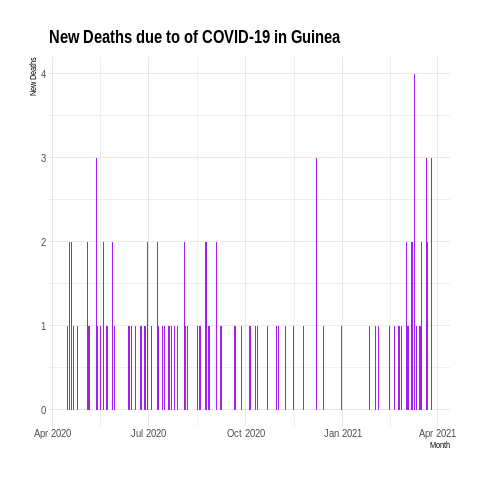 New Deaths due to of COVID-19 in Guinea
New Deaths
4
3
2
1
0
Apr 2020 Jul 2020 Oct 2020 Jan 2021 Apr 2021
Month